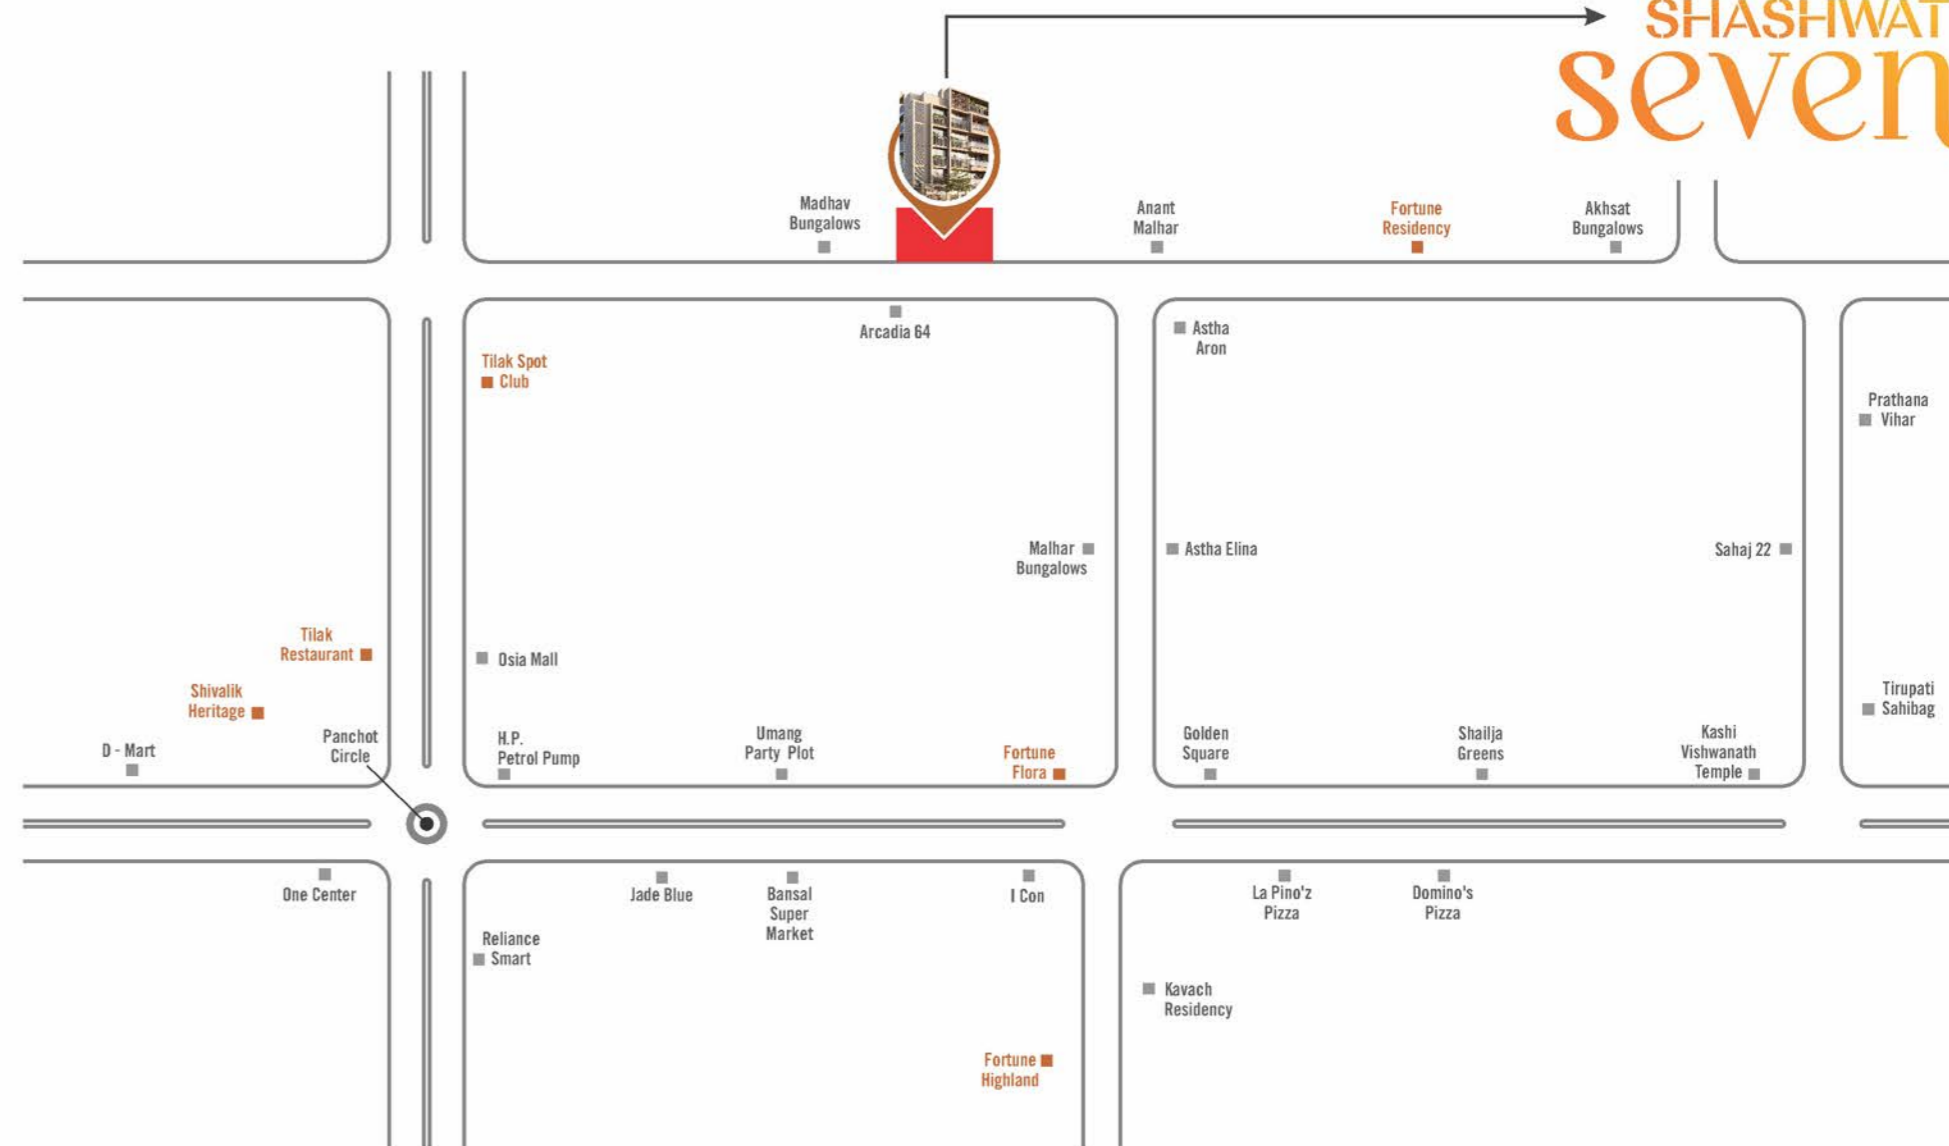 SHASHWAT
seven
Madhav
Bungalows
Anant
Malhar
Fortune
Residency
Akhsat
Bungalows
Arcadia 64
Astha
Aron
Tilak Spot
Club
Prathana
Vihar
Malhar
Bungalows
Astha Elina
Sahaj 22
Tilak
Restaurant
Osia Mall
Shivalik
Heritage
Tirupati
Sahibag
D - Mart
Panchot
Circle
H.P.
Petrol Pump
Umang
Party Plot
Fortune
Flora
Golden
Square
Shailja
Greens
Kashi
Vishwanath
Temple
One Center
Jade Blue
Bansal
Super
Market
I Con
La Pino'z
Pizza
Domino's
Pizza
Reliance
Smart
Kavach
Residency
Fortune
Highland